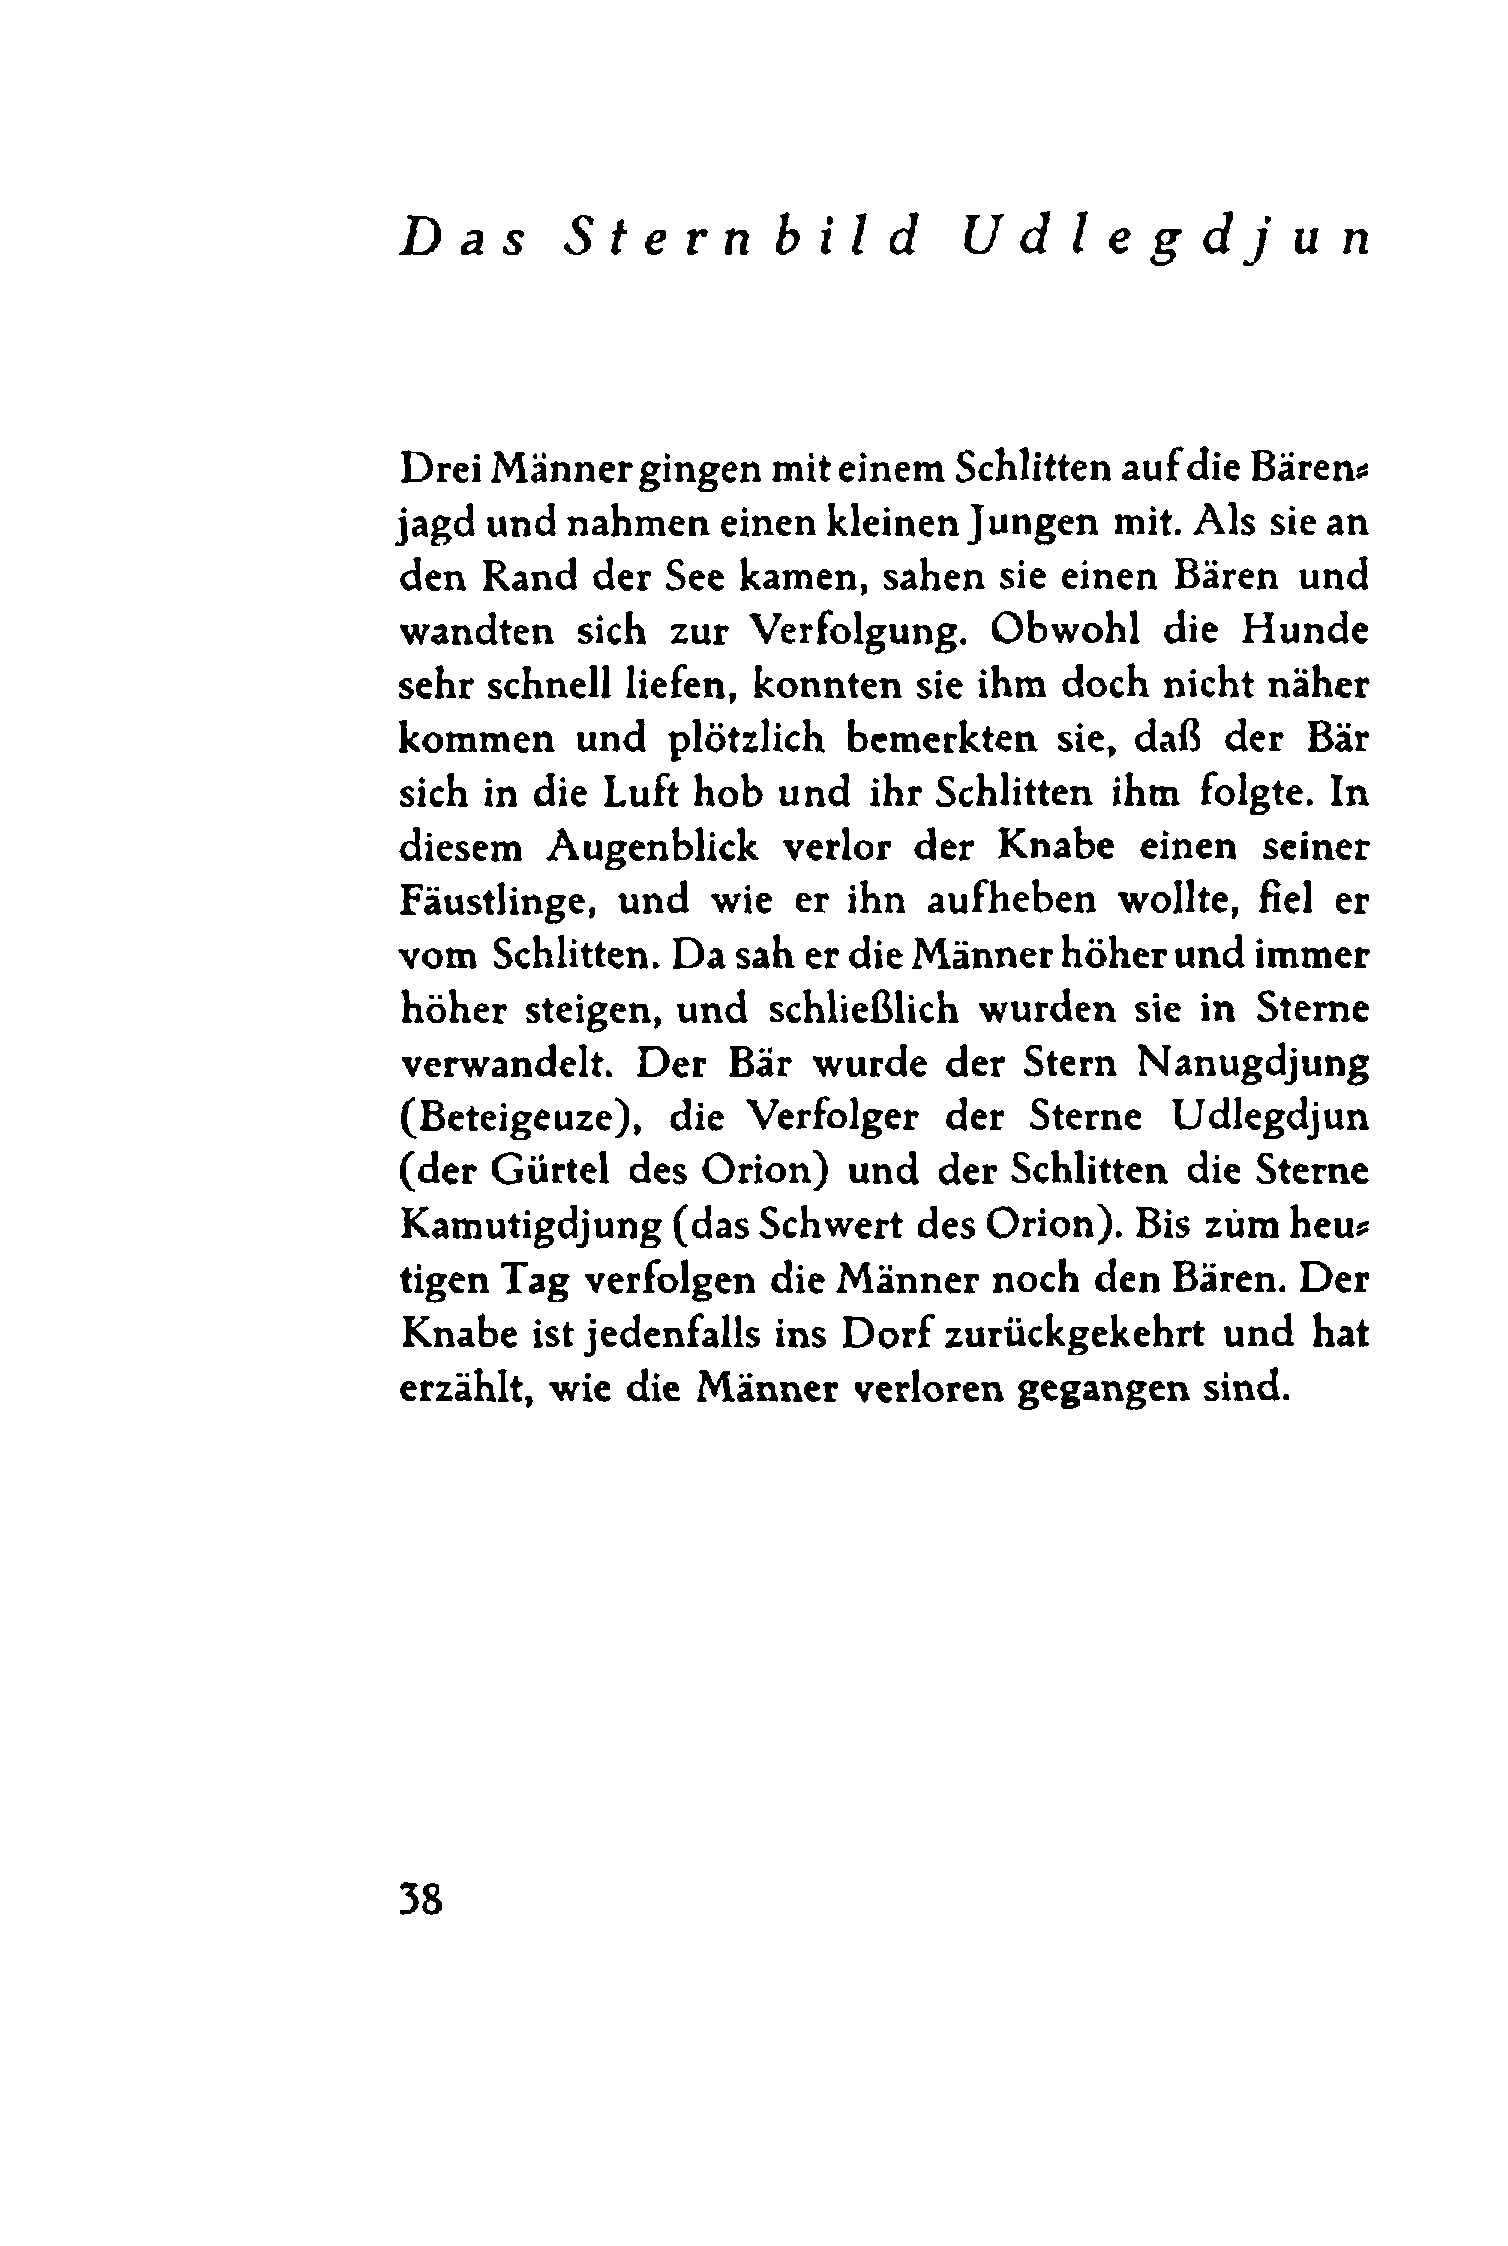 Das Sternbild Udlegdjun
Drei Männer gingen mit einem Schlitten auf die Bären-
jagd und nahmen einen kleinen Jungen mit. Als sie an
den Rand der See kamen, sahen sie einen Bären und
wandten sich zur Verfolgung. Obwohl die Hunde
sehr schnell liefen, konnten sie ihm doch nicht näher
kommen und plötzlich bemerkten sie, daß der Bär
sich in die Luft hob und ihr Schlitten ihm folgte. In
diesem Augenblick verlor der Knabe einen seiner
Fäustlinge, und wie er ihn aufheben wollte, fiel er
vom Schlitten. Da sah er die Männer höher und immer
höher steigen, und schließlich wurden sie in Sterne
verwandelt. Der Bär wurde der Stern Nanugdjung
(Beteigeuze), die Verfolger der Sterne Udlegdjun
(der Gürtel des Orion) und der Schlitten die Sterne
Kamutigdjung (das Schwert des Orion). Bis zum heu-
tigen Tag verfolgen die Männer noch den Bären. Der
Knabe ist jedenfalls ins Dorf zurückgekehrt und hat
erzählt, wie die Männer verloren gegangen sind.
38